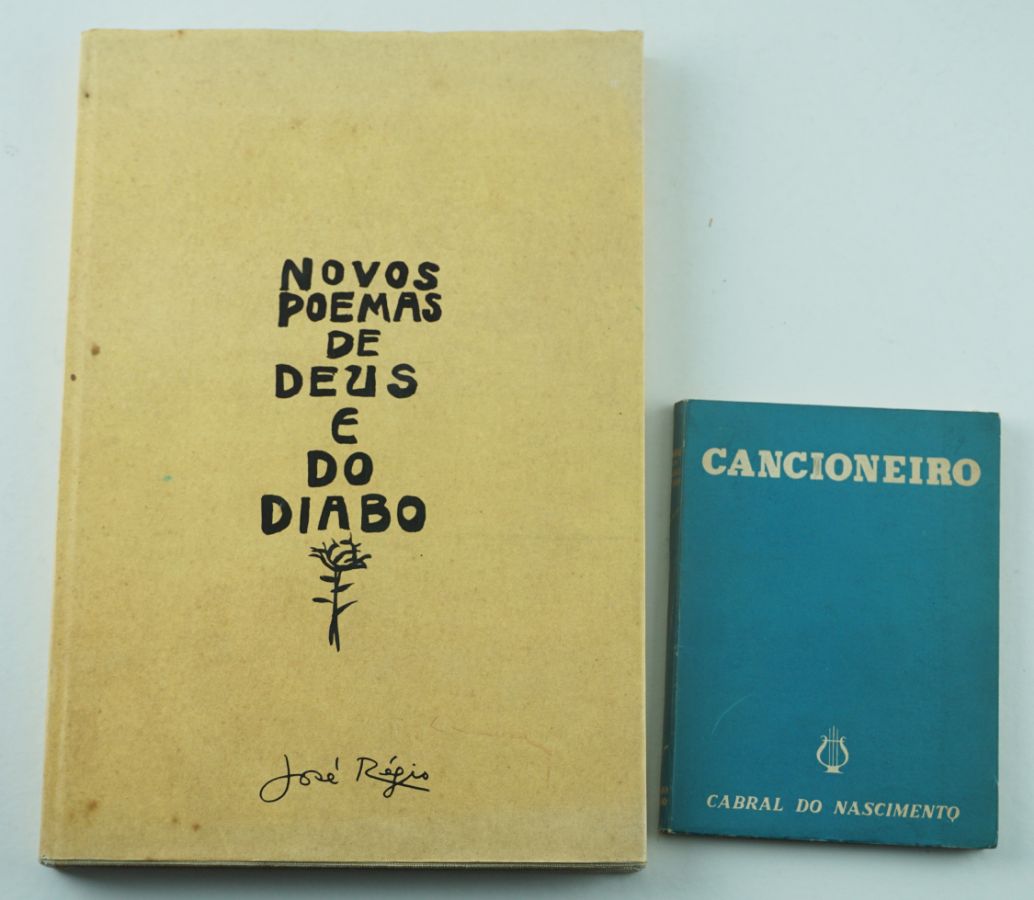 NOVOS
POEMAS
DE
DEUS
E
DO
DIABO
José Régio
CANCIONEIRO
CABRAL DO NASCIMENTO